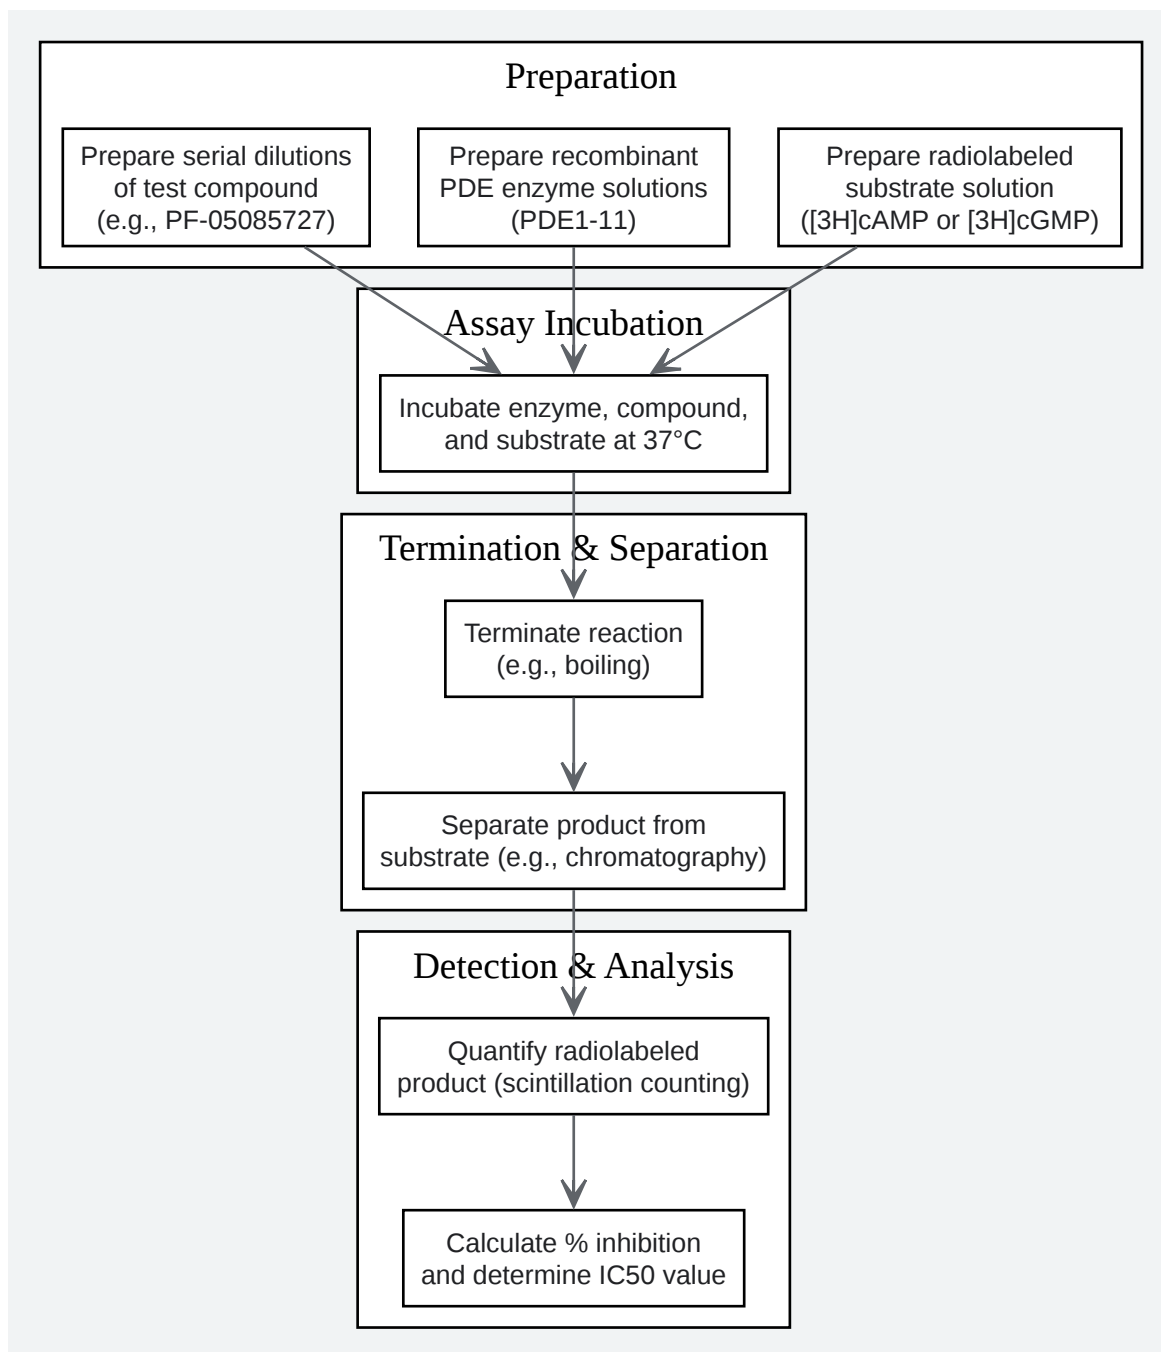 Preparation
Prepare serial dilutions
of test compound
(e.g., PF-05085727)
Prepare recombinant
PDE enzyme solutions
(PDE1-11)
Prepare radiolabeled
substrate solution
([3H]cAMP or [3H]cGMP)
Assay Incubation
Incubate enzyme, compound,
and substrate at 37°C
Termination & Separation
Terminate reaction
(e.g., boiling)
Separate product from
substrate (e.g., chromatography)
Detection & Analysis
Quantify radiolabeled
product (scintillation counting)
Calculate % inhibition
and determine IC50 value